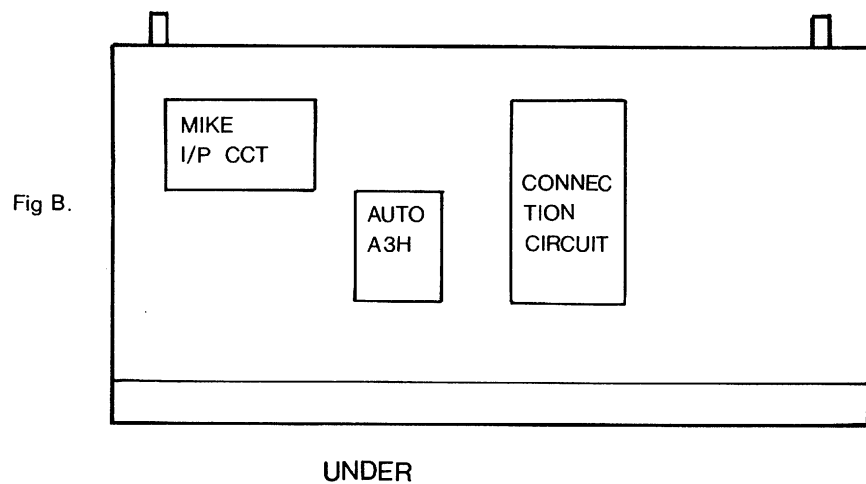 MIKE
I/P CCT
Fig B.
AUTO
A3H
CONNEC
TION
CIRCUIT
UNDER